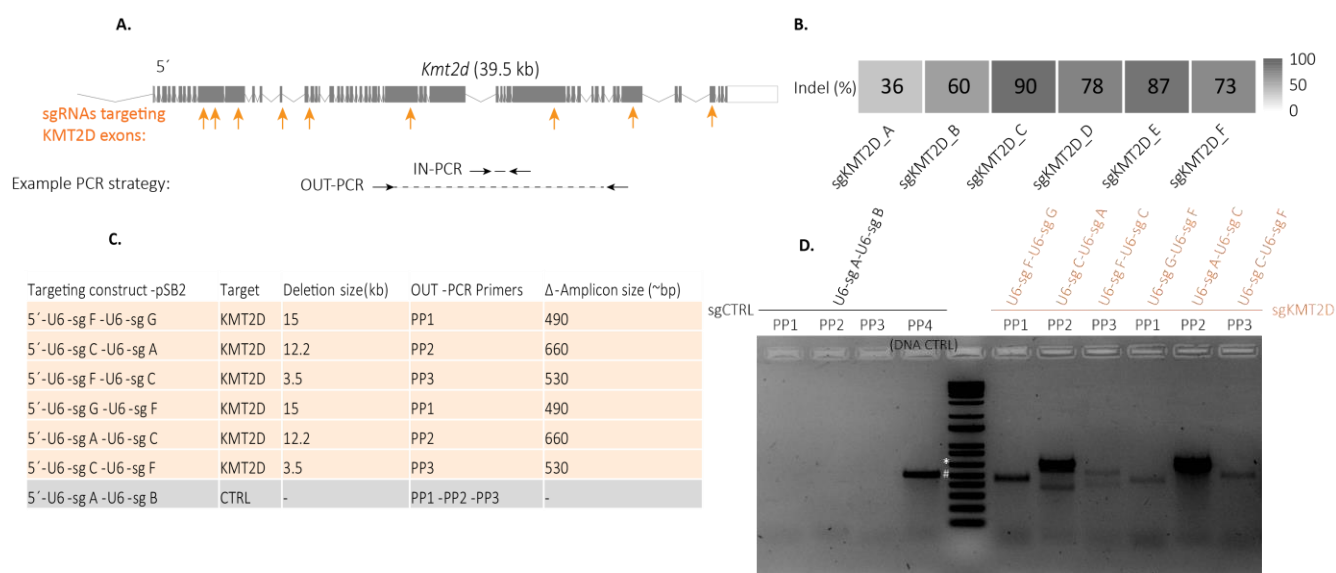 A.
5´
Kmt2d (39.5 kb)
sgRNAs targeting
KMT2D exons:
Example PCR strategy:
IN-PCR
OUT-PCR
B.
Indel (%)
36 60 90 78 87 73
100
50
0
sgKMT2D_A
sgKMT2D_B
sgKMT2D_C
sgKMT2D_D
sgKMT2D_E
sgKMT2D_F
C.
Targeting construct -pSB2 Target Deletion size(kb) OUT -PCR Primers Δ-Amplicon size (~bp)
5´-U6 -sg F -U6 -sg G KMT2D 15 PP1 490
5´-U6 -sg C -U6 -sg A KMT2D 12.2 PP2 660
5´-U6 -sg F -U6 -sg C KMT2D 3.5 PP3 530
5´-U6 -sg G -U6 -sg F KMT2D 15 PP1 490
5´-U6 -sg A -U6 -sg C KMT2D 12.2 PP2 660
5´-U6 -sg C -U6 -sg F KMT2D 3.5 PP3 530
5´-U6 -sg A -U6 -sg B CTRL - PP1 -PP2 -PP3 -
D.
U6-sg A-U6-sg B
U6-sg F-U6-sg G
U6-sg C-U6-sg A
U6-sg F-U6-sg C
U6-sg G-U6-sg F
U6-sg A-U6-sg C
U6-sg C-U6-sg F
sgCTRL
sgKMT2D
PP1 PP2 PP3 PP4 PP1 PP2 PP3 PP1 PP2 PP3
(DNA CTRL)
*
#